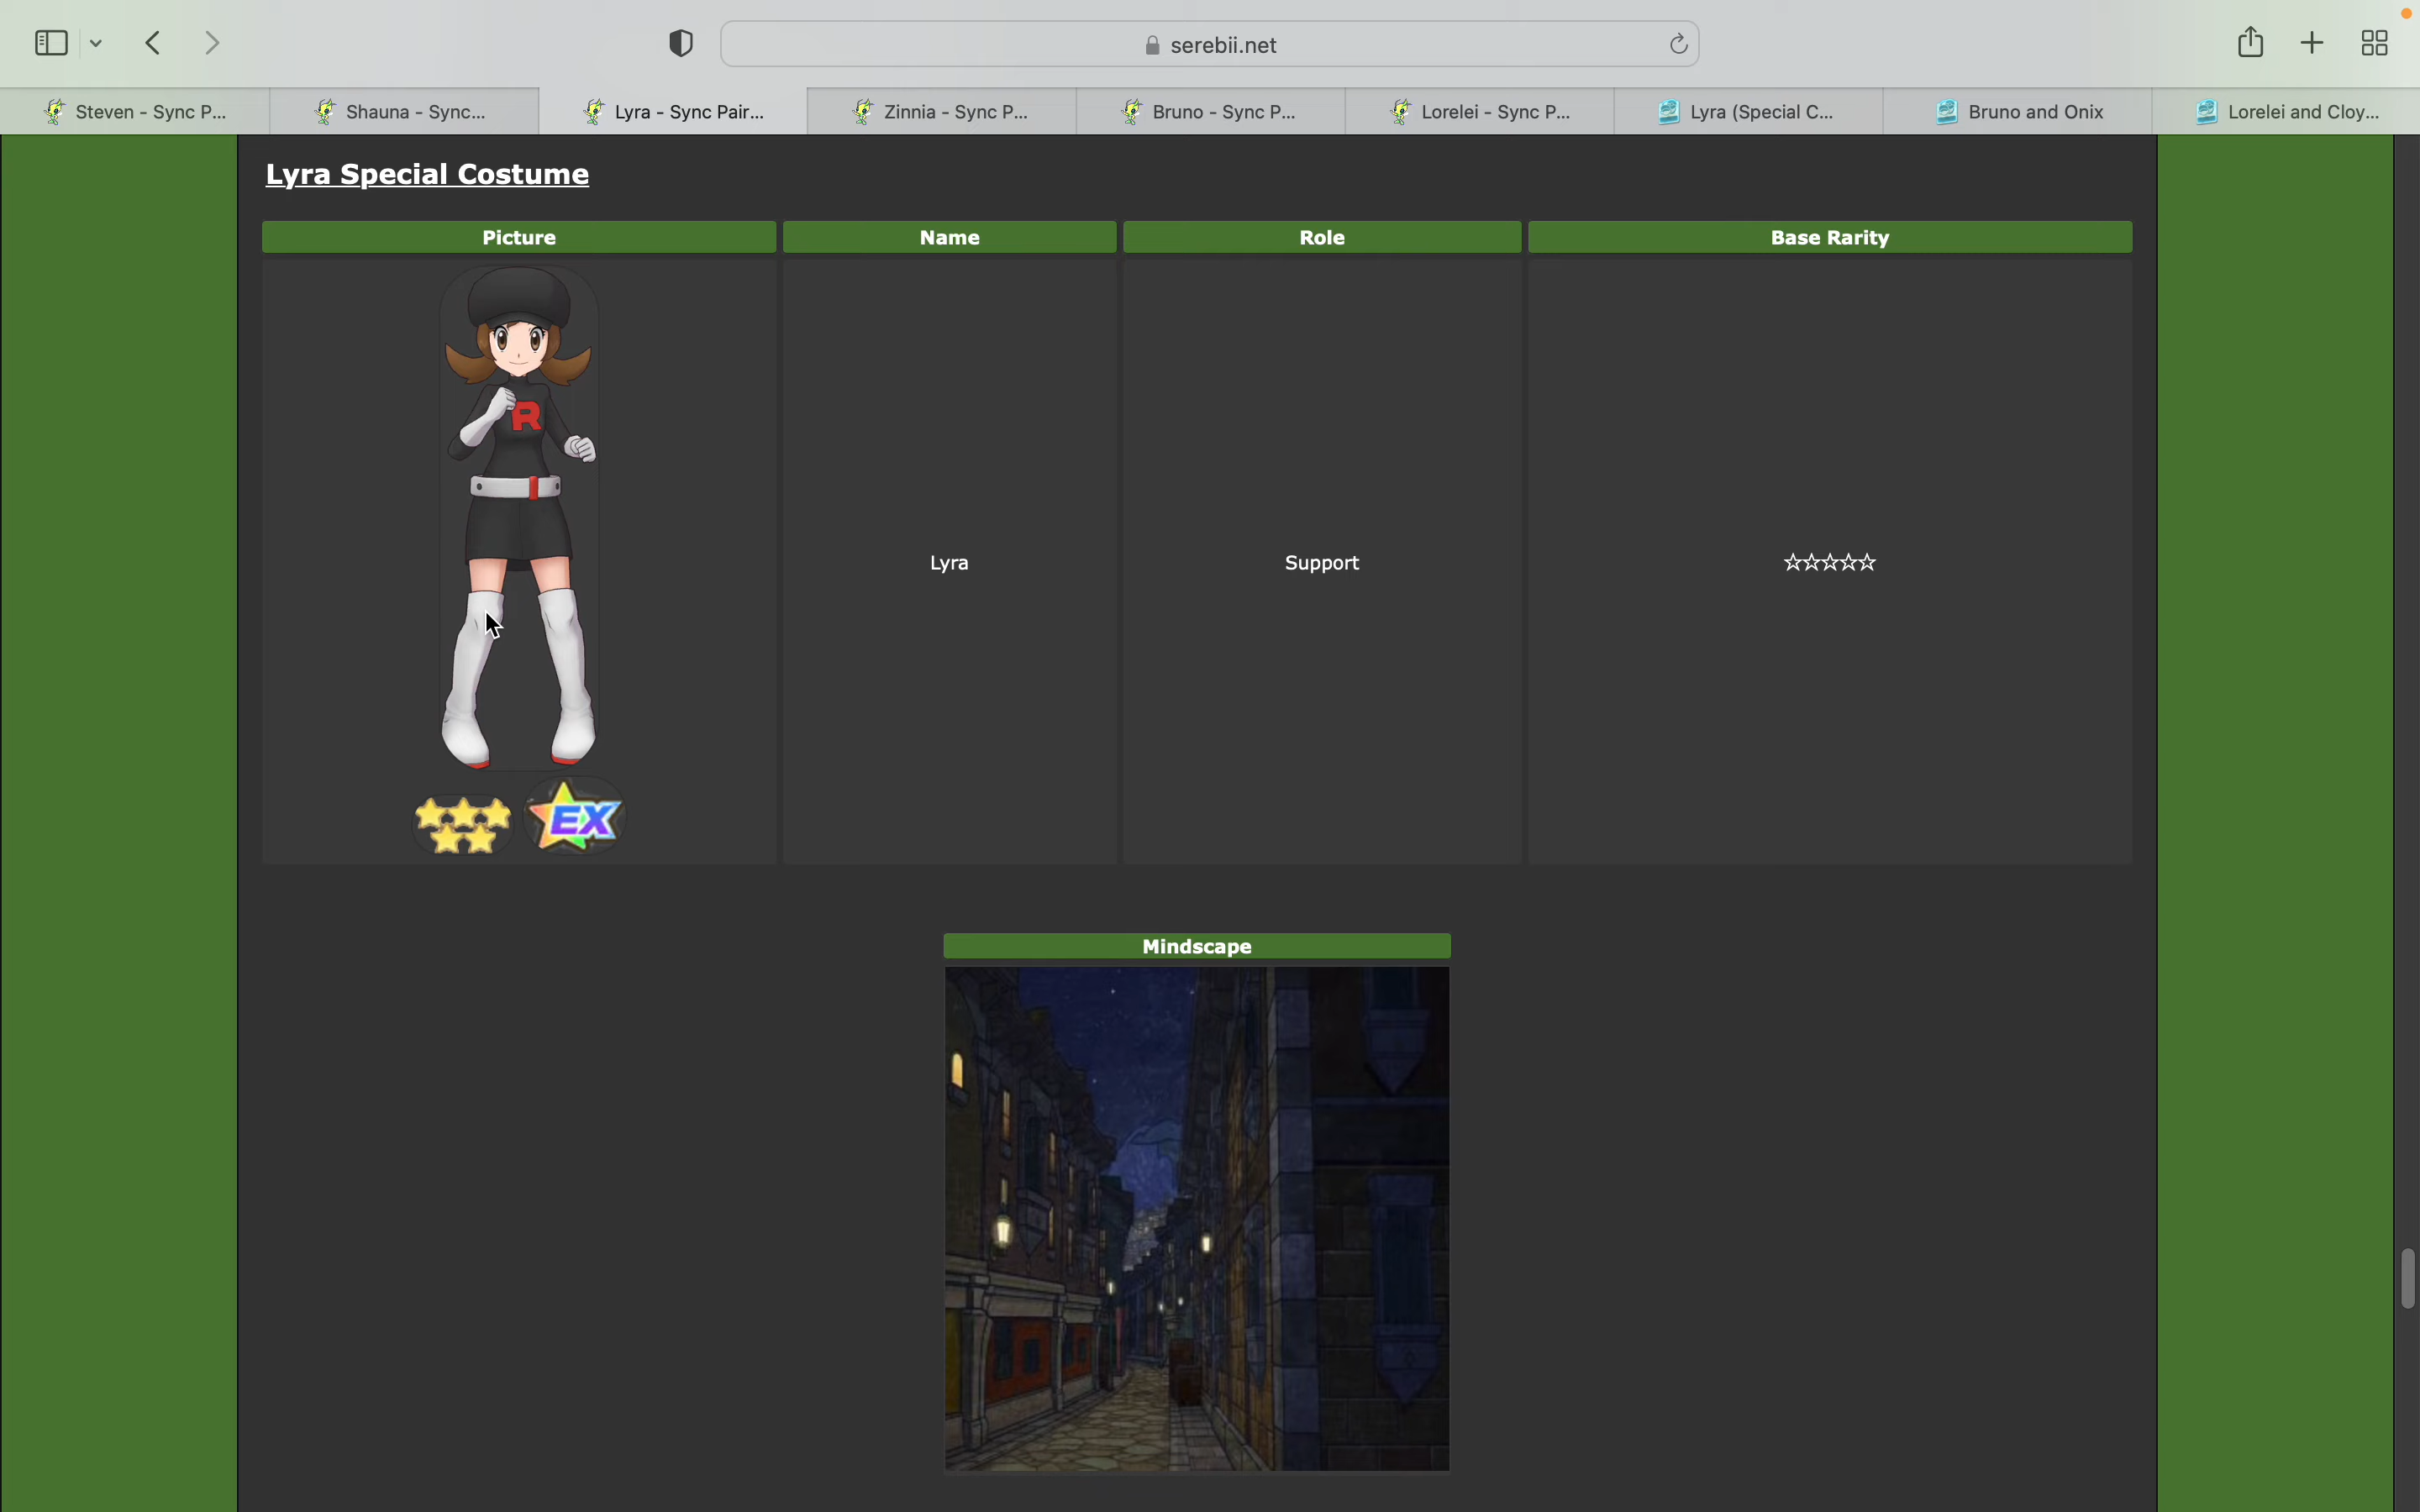 serebii.net
Steven - Sync P...
Shauna - Sync...
Lyra - Sync Pair...
Zinnia - Sync P...
Bruno - Sync P...
Lorelei - Sync P...
Lyra (Special C...
Bruno and Onix
Lorelei and Cloy...
Lyra Special Costume
Picture
Name
Role
Base Rarity
R
Lyra
Support
☆☆☆☆☆
EX
Mindscape